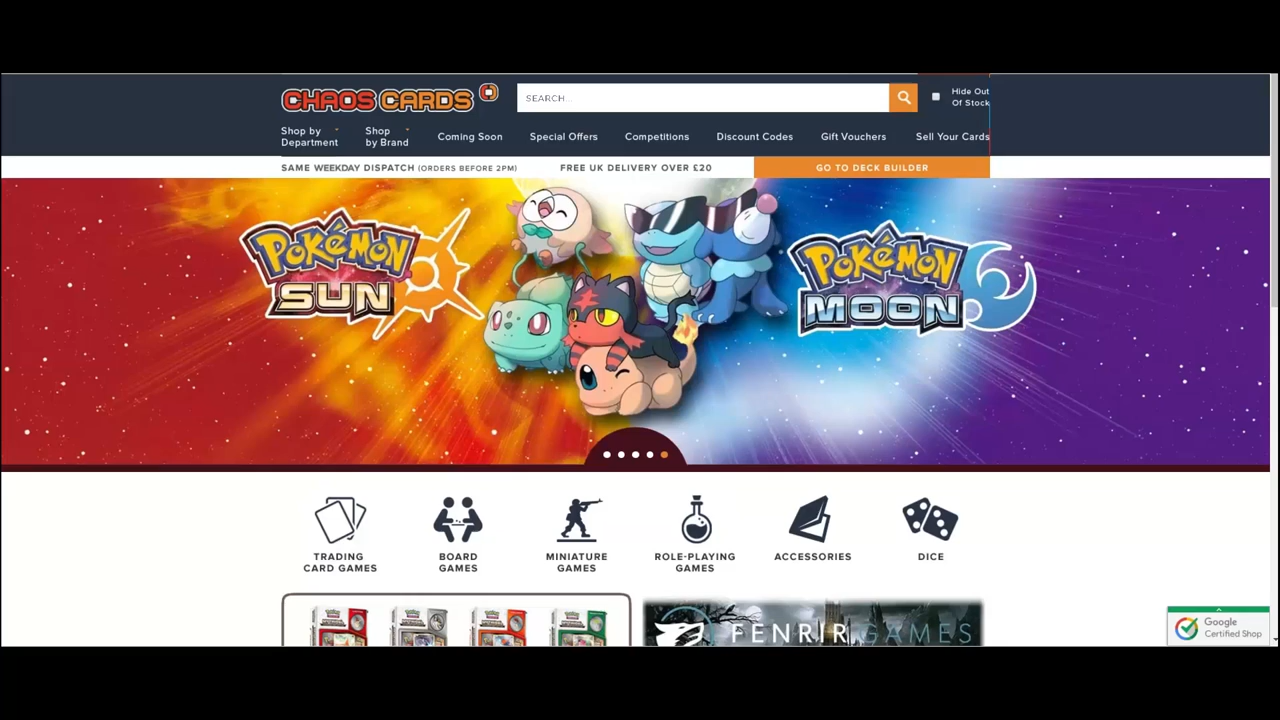 CHAOS CARDS
SEARCH...
Hide Out
Of Stock
Shop by
Department
Shop
by Brand
Coming Soon
Special Offers
Competitions
Discount Codes
Gift Vouchers
Sell Your Cards
SAME WEEKDAY DISPATCH (ORDERS BEFORE 2PM)
FREE UK DELIVERY OVER £20
GO TO DECK BUILDER
POKéMON
SUN
POKéMON
MOON
TRADING
CARD GAMES
BOARD
GAMES
MINIATURE
GAMES
ROLE-PLAYING
GAMES
ACCESSORIES
DICE
FENRIR GAMES
Google
Certified Shop